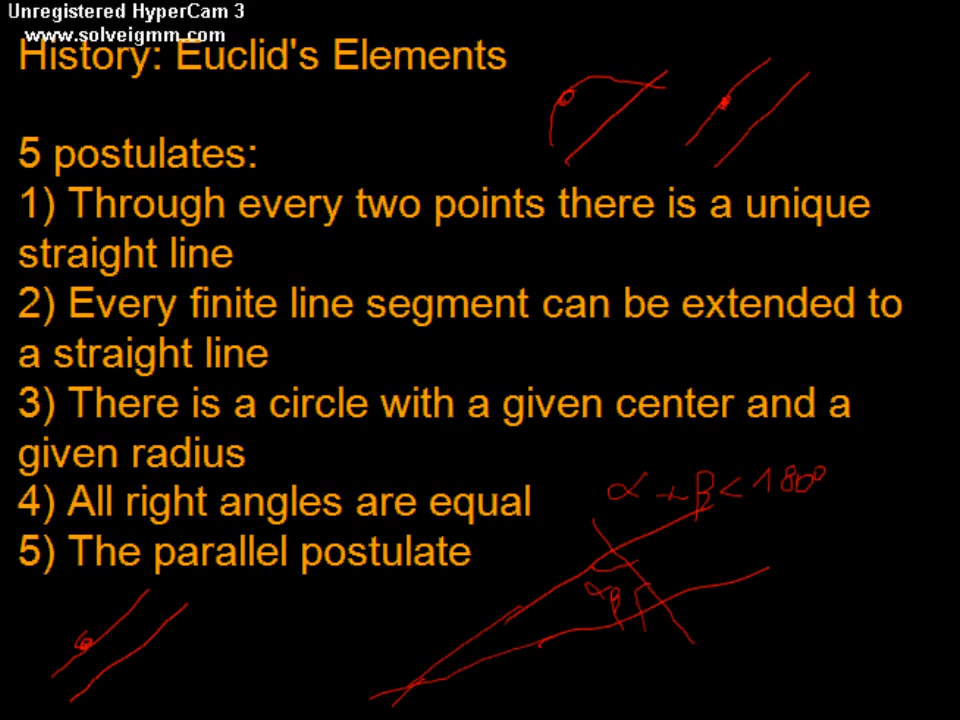 Unregistered HyperCam 3
www.solveigmm.com
History: Euclid's Elements
5 postulates:
1) Through every two points there is a unique
straight line
2) Every finite line segment can be extended to
a straight line
3) There is a circle with a given center and a
given radius
α + β < 180°
4) All right angles are equal
5) The parallel postulate
α
β